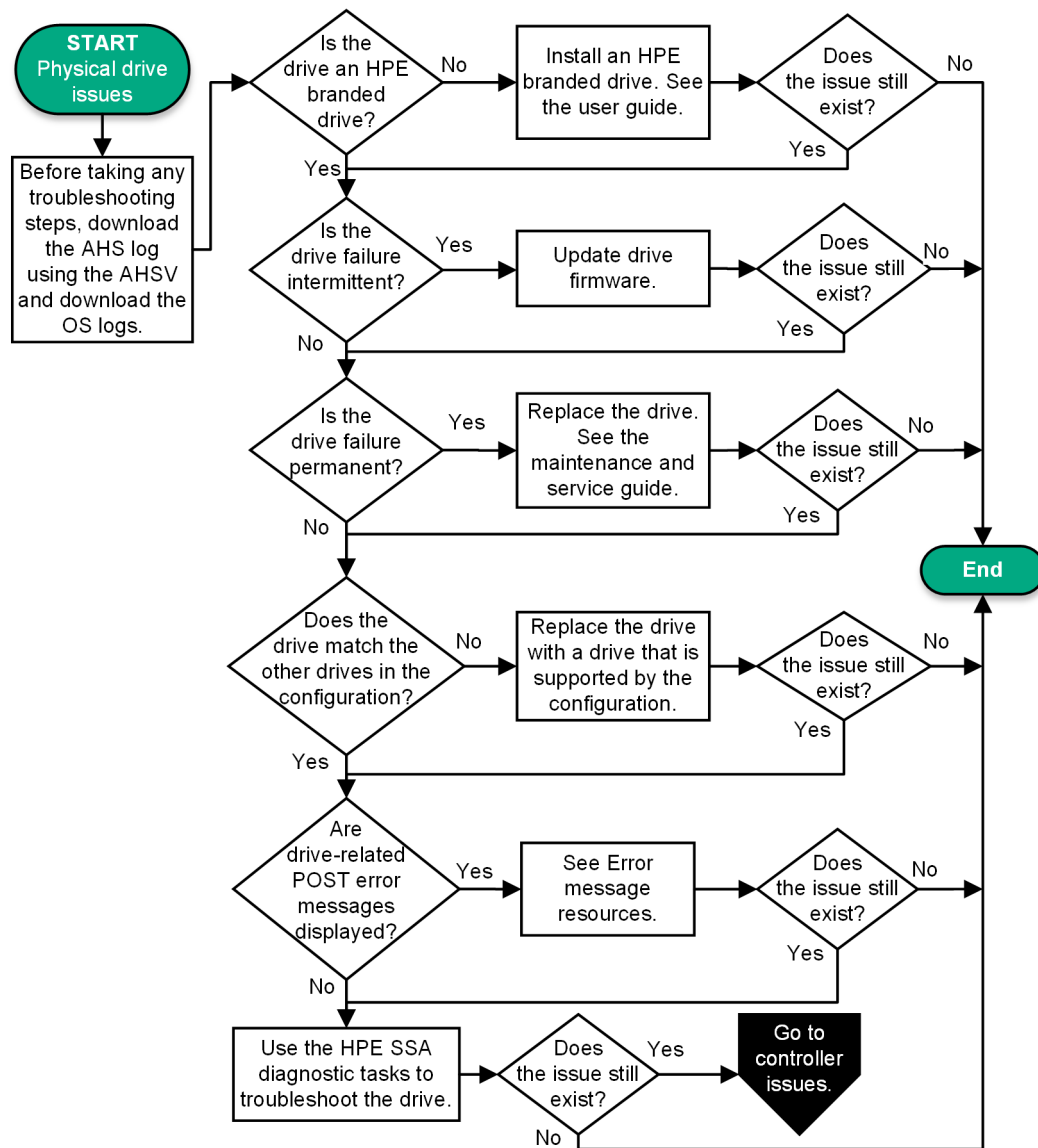 START
Physical drive
issues
Before taking any
troubleshooting
steps, download
the AHS log
using the AHSV
and download the
OS logs.
Is the
drive an HPE
branded
drive?
No
Install an HPE
branded drive. See
the user guide.
Does
the issue still
exist?
No
Yes
Yes
Is the
drive failure
intermittent?
Yes
Update drive
firmware.
Does
the issue still
exist?
No
No
Yes
Is the
drive failure
permanent?
Yes
Replace the drive.
See the
maintenance and
service guide.
Does
the issue still
exist?
No
No
Yes
End
Does the
drive match the
other drives in the
configuration?
No
Replace the drive
with a drive that is
supported by the
configuration.
Does
the issue still
exist?
No
Yes
Yes
Are
drive-related
POST error
messages
displayed?
Yes
See Error
message
resources.
Does
the issue still
exist?
No
No
Yes
Use the HPE SSA
diagnostic tasks to
troubleshoot the drive.
Does
the issue still
exist?
Yes
Go to
controller
issues.
No